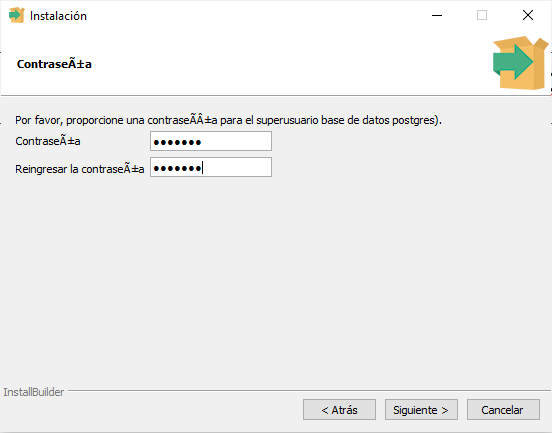 Instalación
ContraseÃ±a
Por favor, proporcione una contraseÃÂ±a para el superusuario base de datos postgres).
ContraseÃ±a
•••••••
Reingresar la contraseÃ±a
•••••••
InstallBuilder
< Atrás
Siguiente >
Cancelar